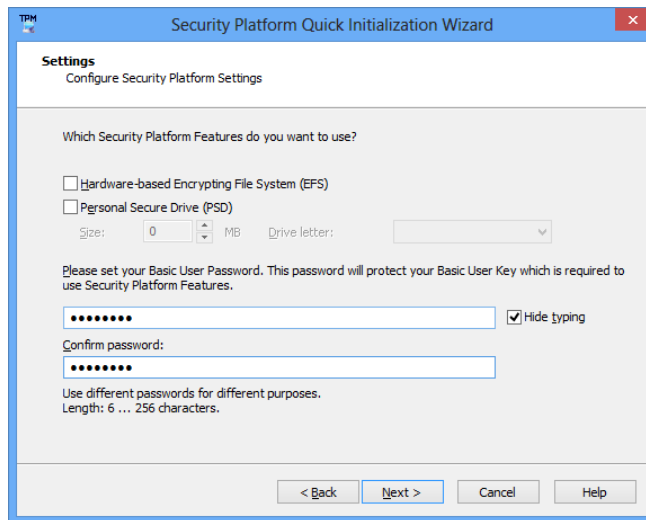 TPM
Security Platform Quick Initialization Wizard
Settings
Configure Security Platform Settings
Which Security Platform Features do you want to use?
Hardware-based Encrypting File System (EFS)
Personal Secure Drive (PSD)
Size: 0 MB Drive letter:
Please set your Basic User Password. This password will protect your Basic User Key which is required to
use Security Platform Features.
●●●●●●●● Hide typing
Confirm password:
●●●●●●●●
Use different passwords for different purposes.
Length: 6 ... 256 characters.
< Back Next > Cancel Help